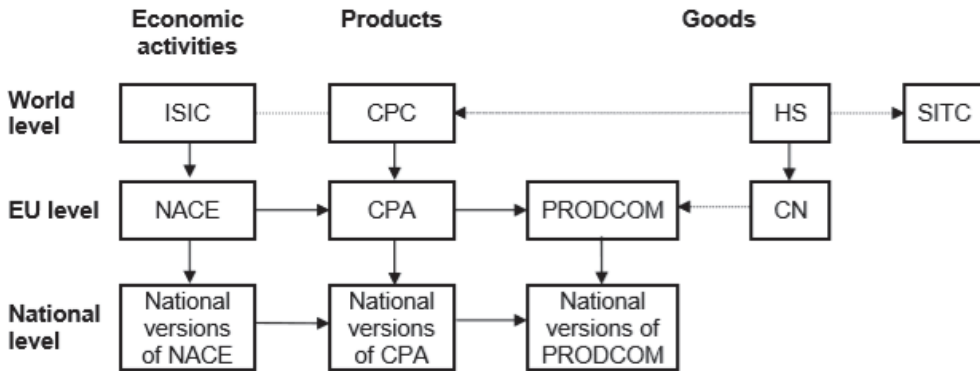 Economic
activities
Products
Goods
World
level
ISIC
CPC
HS
SITC
EU level
NACE
CPA
PRODCOM
CN
National
level
National
versions
of NACE
National
versions
of CPA
National
versions of
PRODCOM